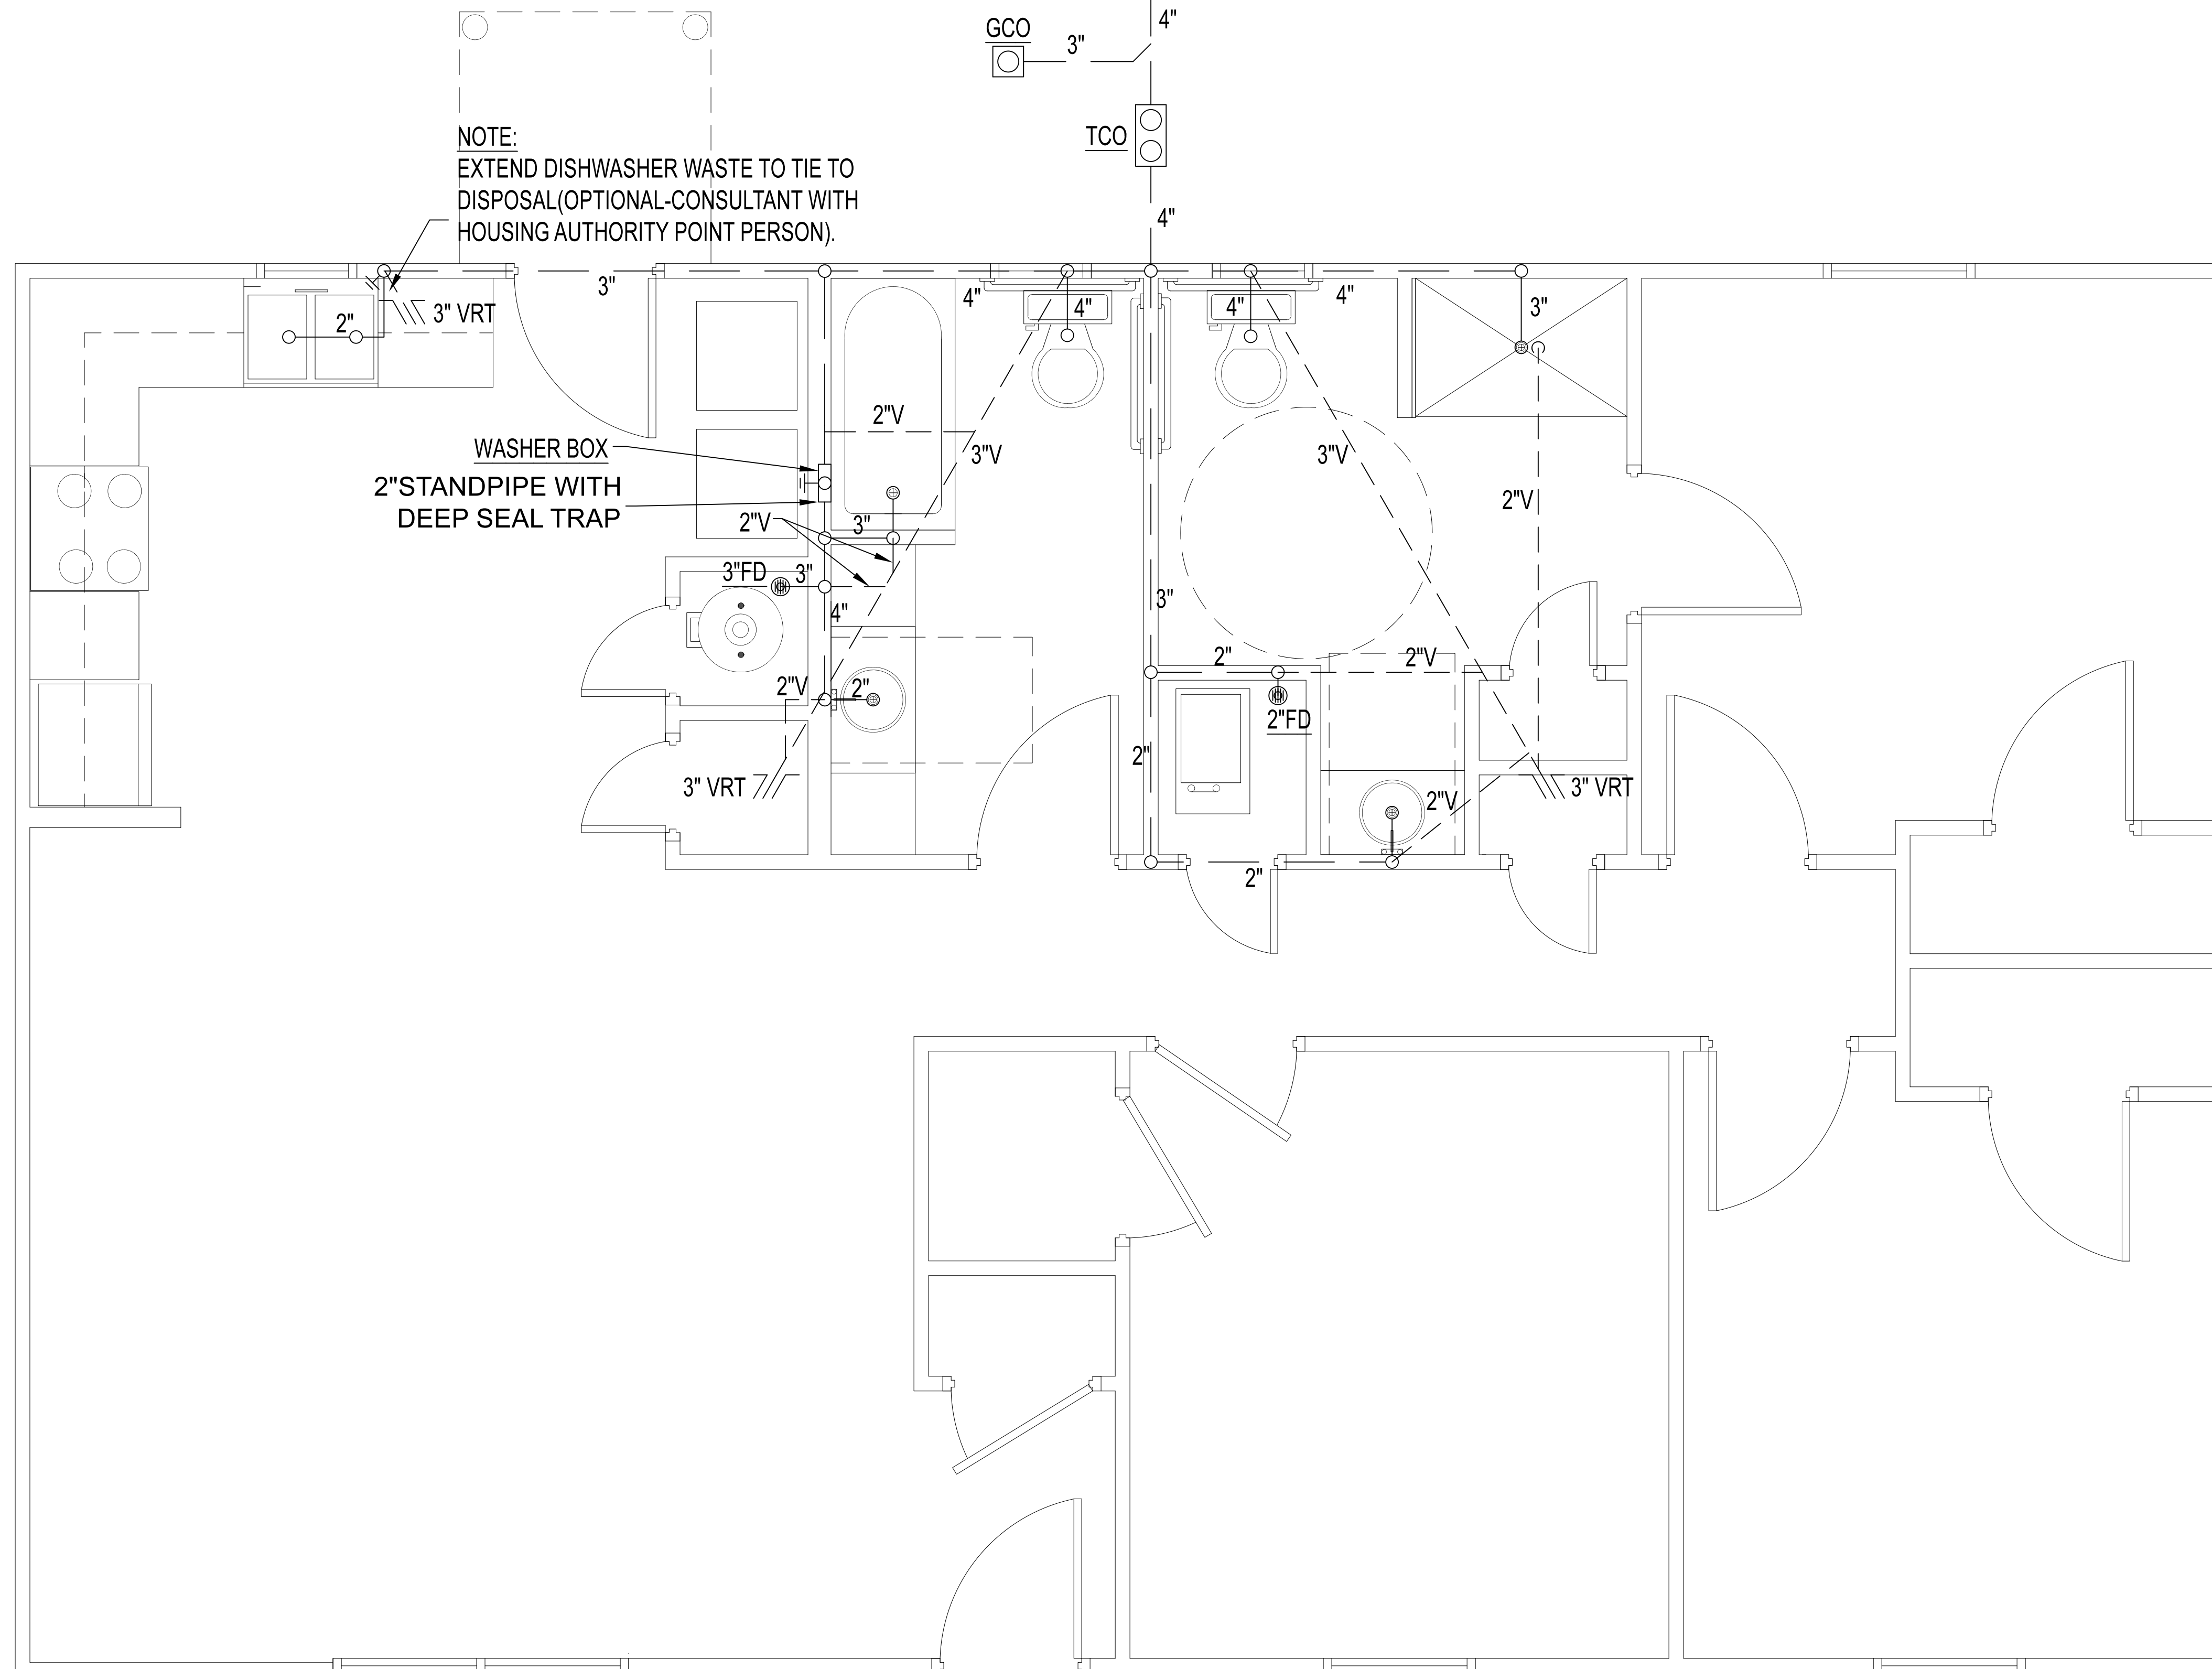 4"
GCO
3"
TCO
NOTE:
EXTEND DISHWASHER WASTE TO TIE TO
DISPOSAL(OPTIONAL-CONSULTANT WITH
HOUSING AUTHORITY POINT PERSON).
4"
3"
4"
4"
4"
4"
3"
3" VRT
2"
2"V
WASHER BOX
3"V
3"V
2"STANDPIPE WITH
DEEP SEAL TRAP
2"V
2"V
3"
3"FD
3"
4"
3"
2"
2"V
2"V
2"
2"FD
2"
3" VRT
3" VRT
2"V
2"